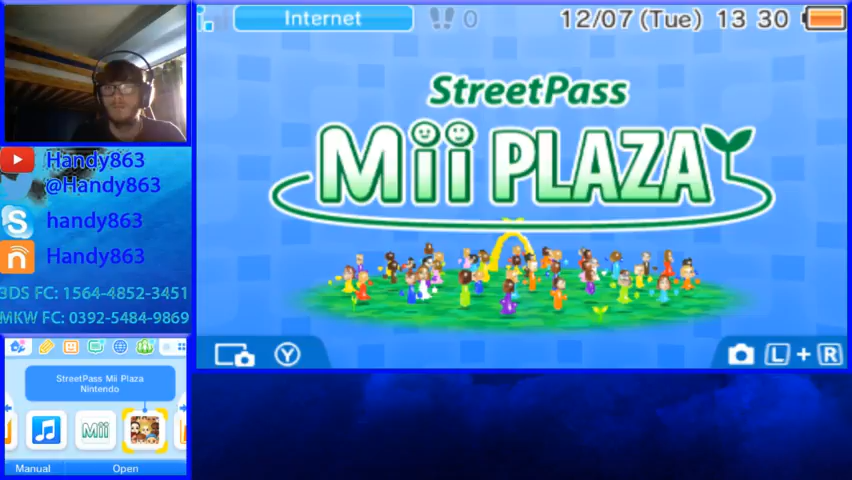 Internet
0
12/07(Tue) 13 30
StreetPass
Mii PLAZA
Y
L + R
Handy863
@Handy863
handy863
Handy863
3DS FC: 1564-4852-3451
MKW FC: 0392-5484-9869
StreetPass Mii Plaza
Nintendo
Mii
Manual
Open